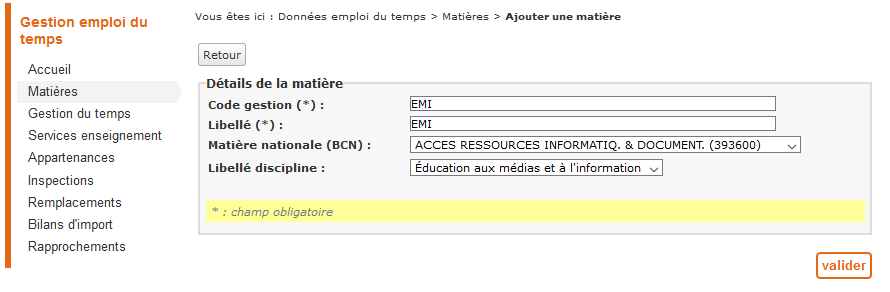 Gestion emploi du
temps
Accueil
Matières
Gestion du temps
Services enseignement
Appartenances
Inspections
Remplacements
Bilans d'import
Rapprochements
Vous êtes ici : Données emploi du temps > Matières > Ajouter une matière
Retour
Détails de la matière
Code gestion (*) : EMI
Libellé (*) : EMI
Matière nationale (BCN) : ACCES RESSOURCES INFORMATIQ. & DOCUMENT. (393600)
Libellé discipline : Éducation aux médias et à l'information
* : champ obligatoire
valider